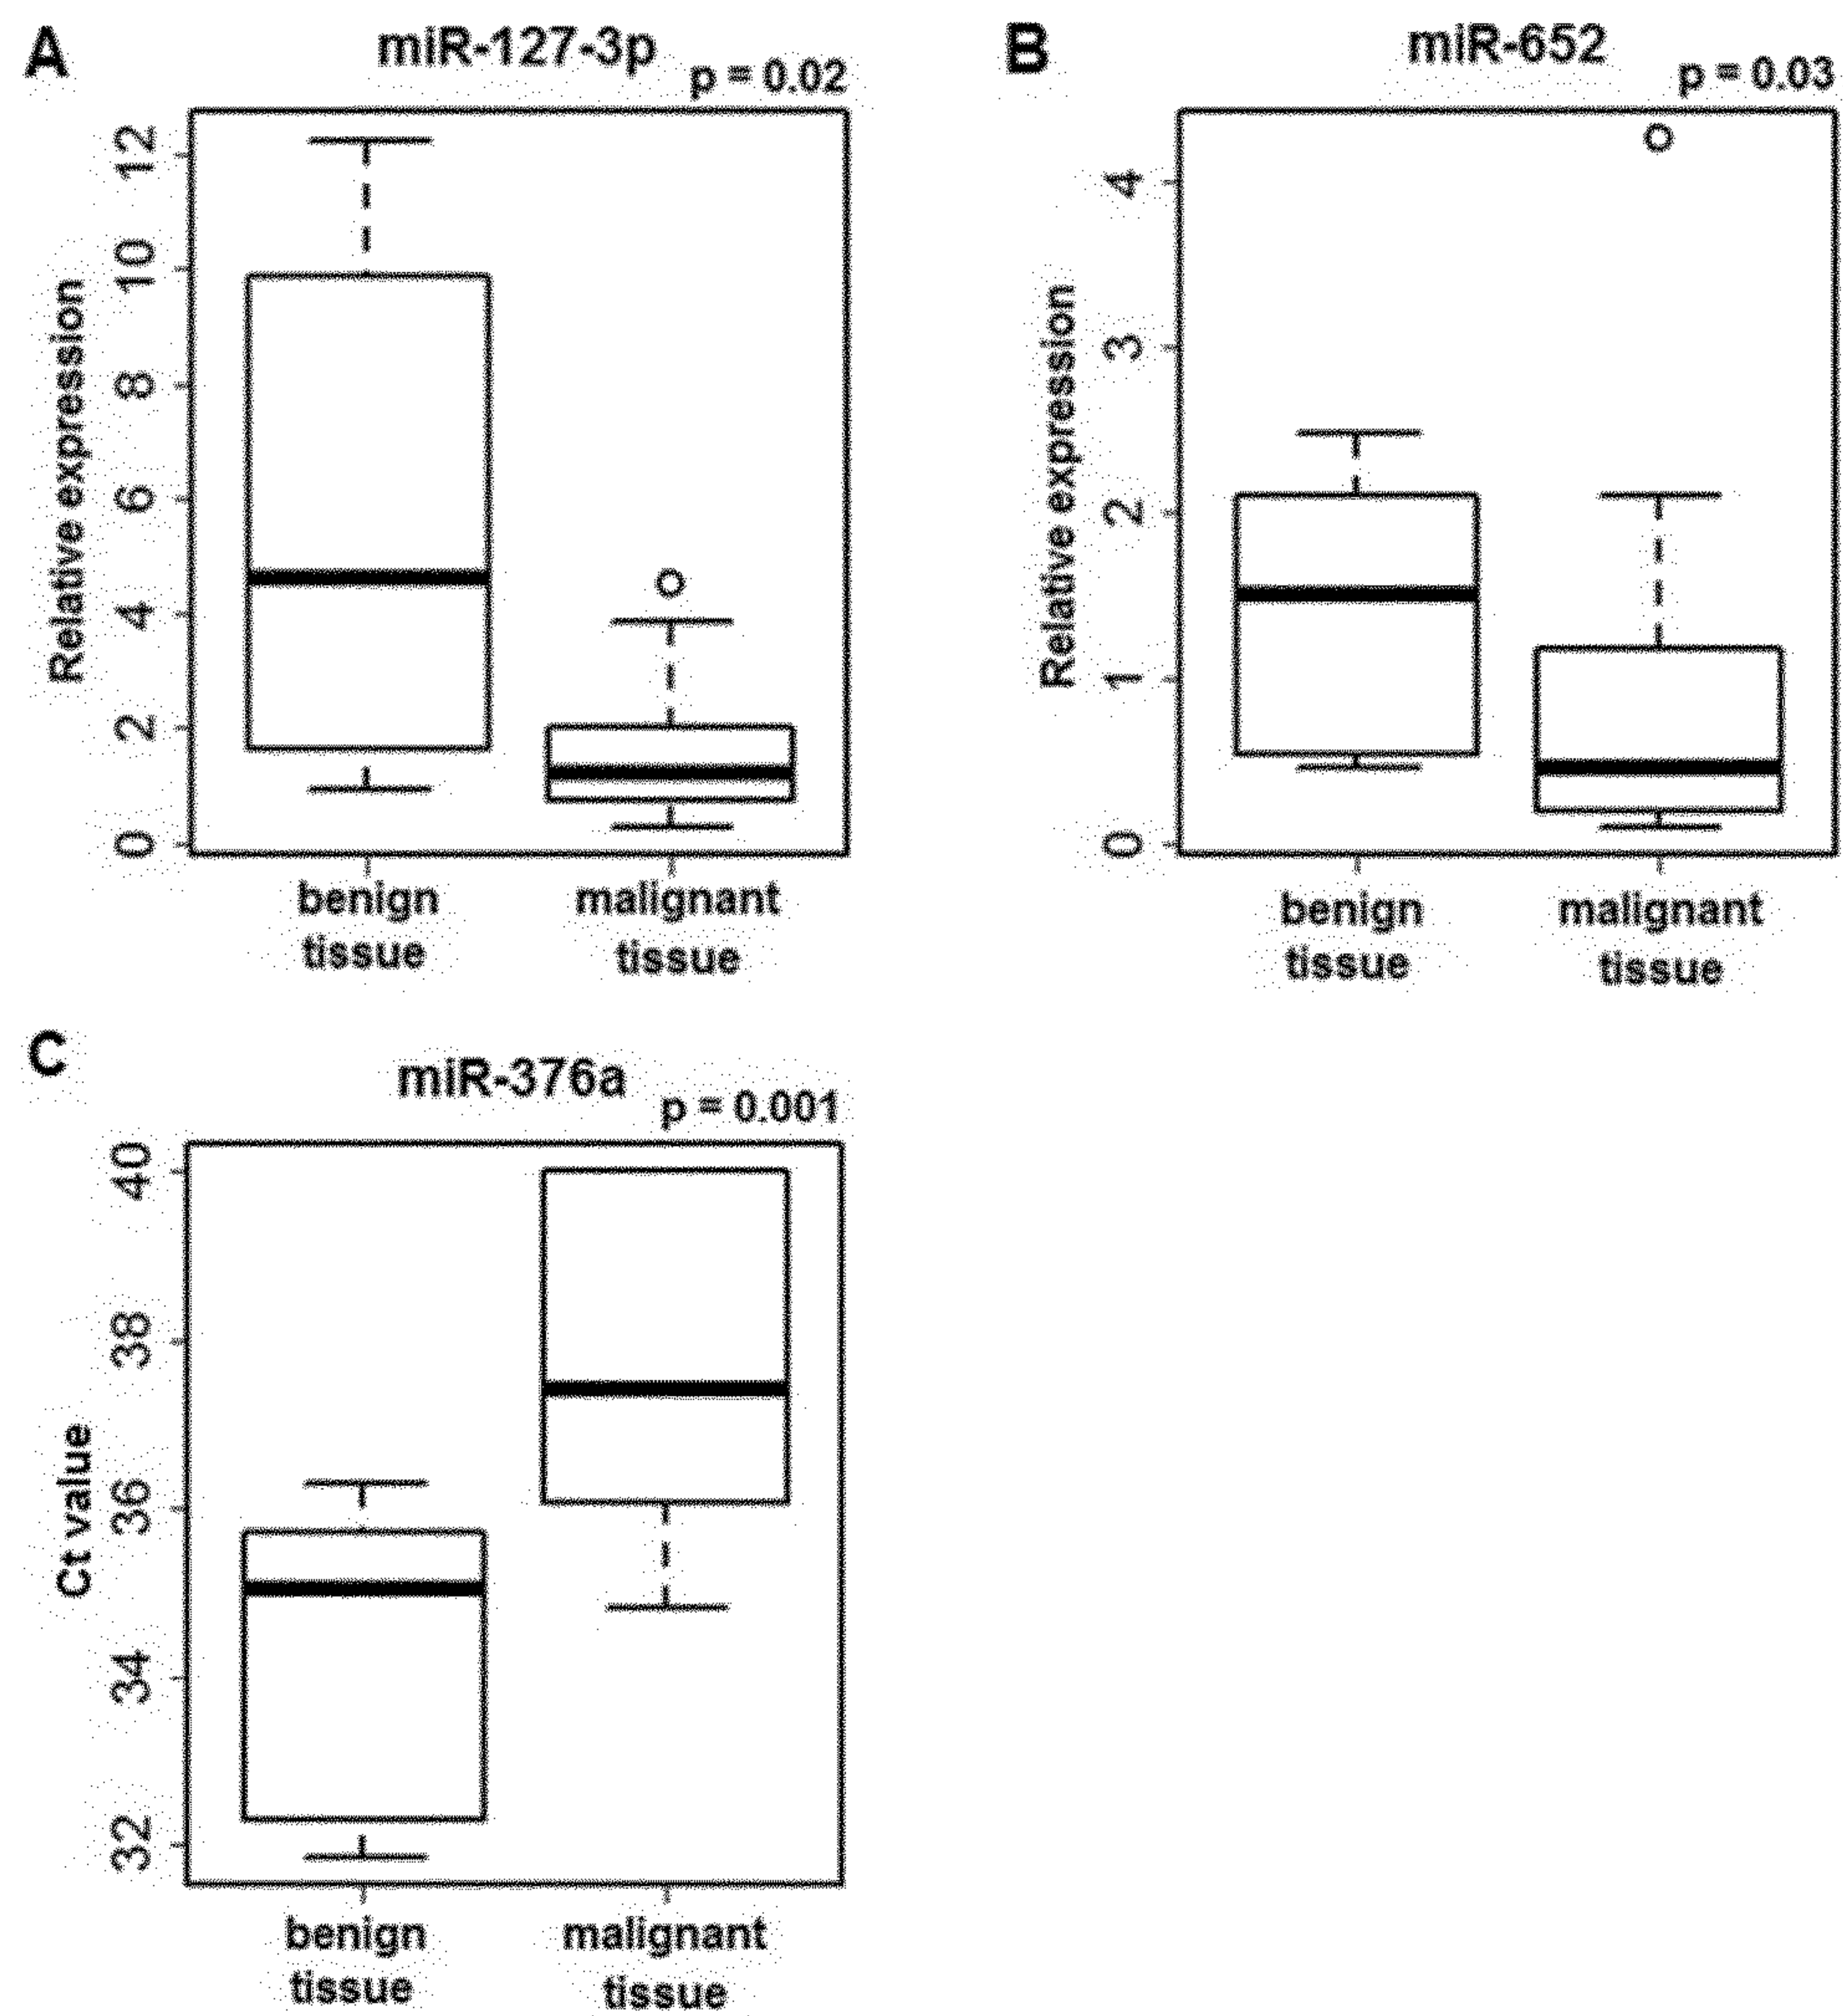 A
miR-127-3p
p = 0.02
Relative expression
12
10
8
6
4
2
0
benign
tissue
malignant
tissue
B
miR-652
p = 0.03
Relative expression
4
3
2
1
0
benign
tissue
malignant
tissue
C
miR-376a
p = 0.001
Ct value
40
38
36
34
32
benign
tissue
malignant
tissue